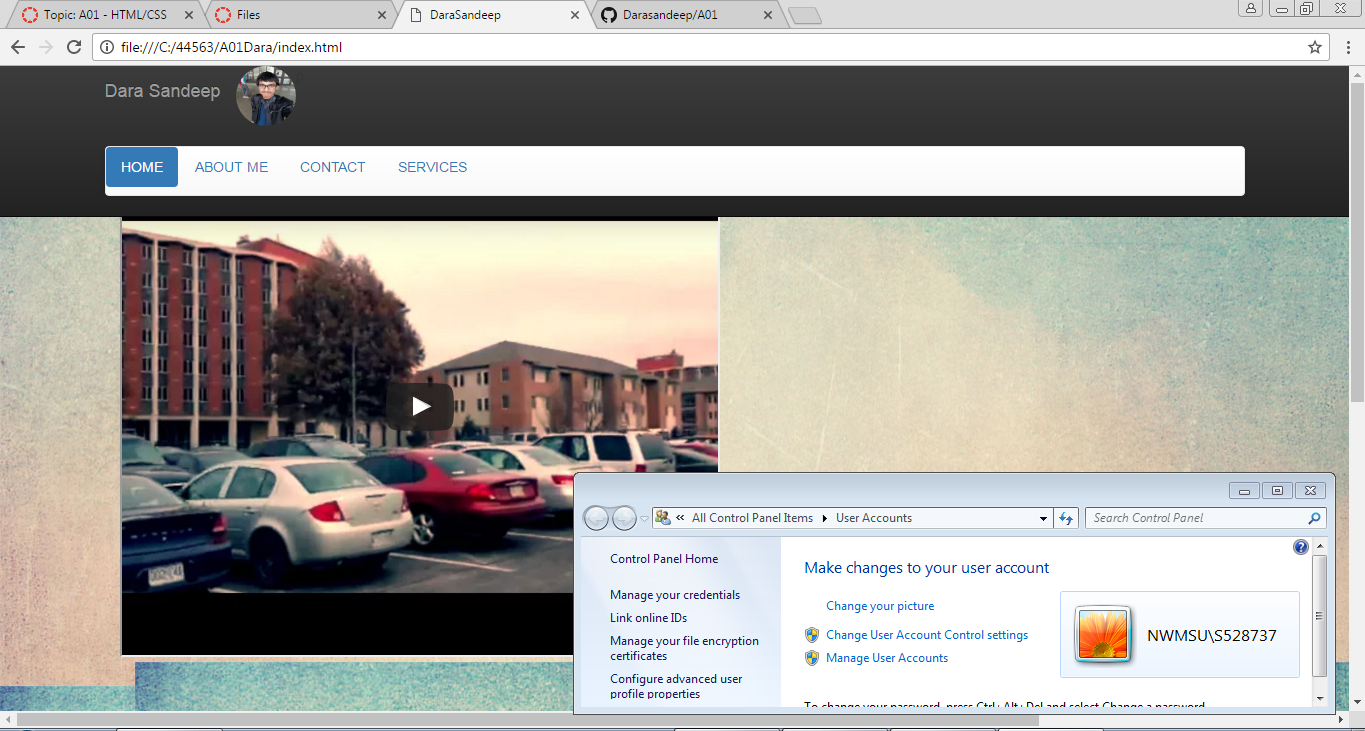 Topic: A01 - HTML/CSS
Files
DaraSandeep
Darasandeep/A01
file:///C:/44563/A01Dara/index.html
Dara Sandeep
HOME
ABOUT ME
CONTACT
SERVICES
« All Control Panel Items
User Accounts
Search Control Panel
Control Panel Home
Manage your credentials
Link online IDs
Manage your file encryption
certificates
Configure advanced user
profile properties
Make changes to your user account
Change your picture
Change User Account Control settings
Manage User Accounts
NWMSU\S528737
To change your password, press Ctrl+Alt+Del and select Change a password.